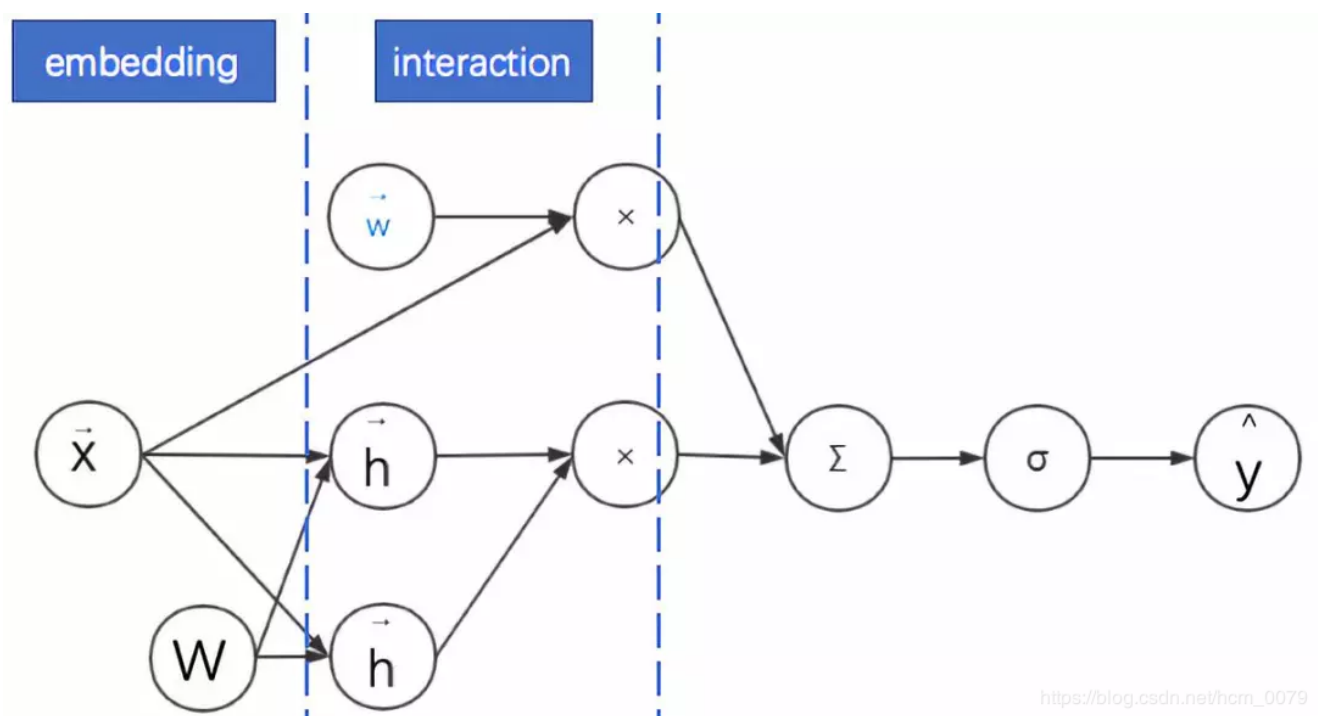 embedding
interaction
→
w
×
→
x
→
h
×
Σ
σ
^
y
W
→
h
https://blog.csdn.net/hcm_0079